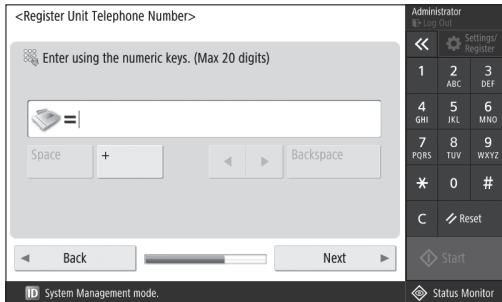 <Register Unit Telephone Number>
Enter using the numeric keys. (Max 20 digits)
=
Space
+
Backspace
Back
Next
ID System Management mode.
Administrator
Log Out
Settings/
Register
1
2
ABC
3
DEF
4
GHI
5
JKL
6
MNO
7
PQRS
8
TUV
9
WXYZ
*
0
#
C
Reset
Start
Status Monitor